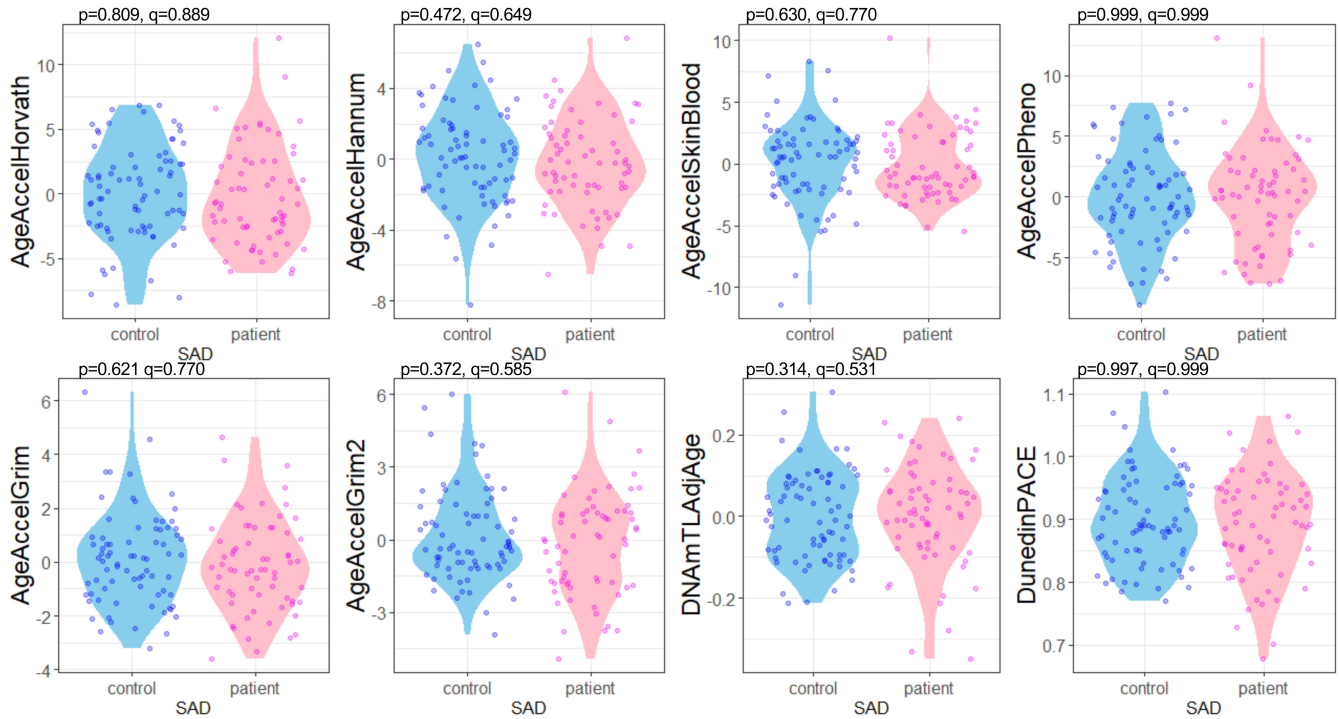 p=0.809, q=0.889
AgeAccelHorvath
10
5
0
-5
control patient
SAD
p=0.472, q=0.649
AgeAccelHannum
4
0
-4
-8
control patient
SAD
p=0.630, q=0.770
AgeAccelSkinBlood
10
5
0
-5
-10
control patient
SAD
p=0.999, q=0.999
AgeAccelPheno
10
5
0
-5
control patient
SAD
p=0.621 q=0.770
AgeAccelGrim
6
4
2
0
-2
-4
control patient
SAD
p=0.372, q=0.585
AgeAccelGrim2
6
3
0
-3
control patient
SAD
p=0.314, q=0.531
DNAmTLAdjAge
0.2
0.0
-0.2
control patient
SAD
p=0.997, q=0.999
DunedinPACE
1.1
1.0
0.9
0.8
0.7
control patient
SAD